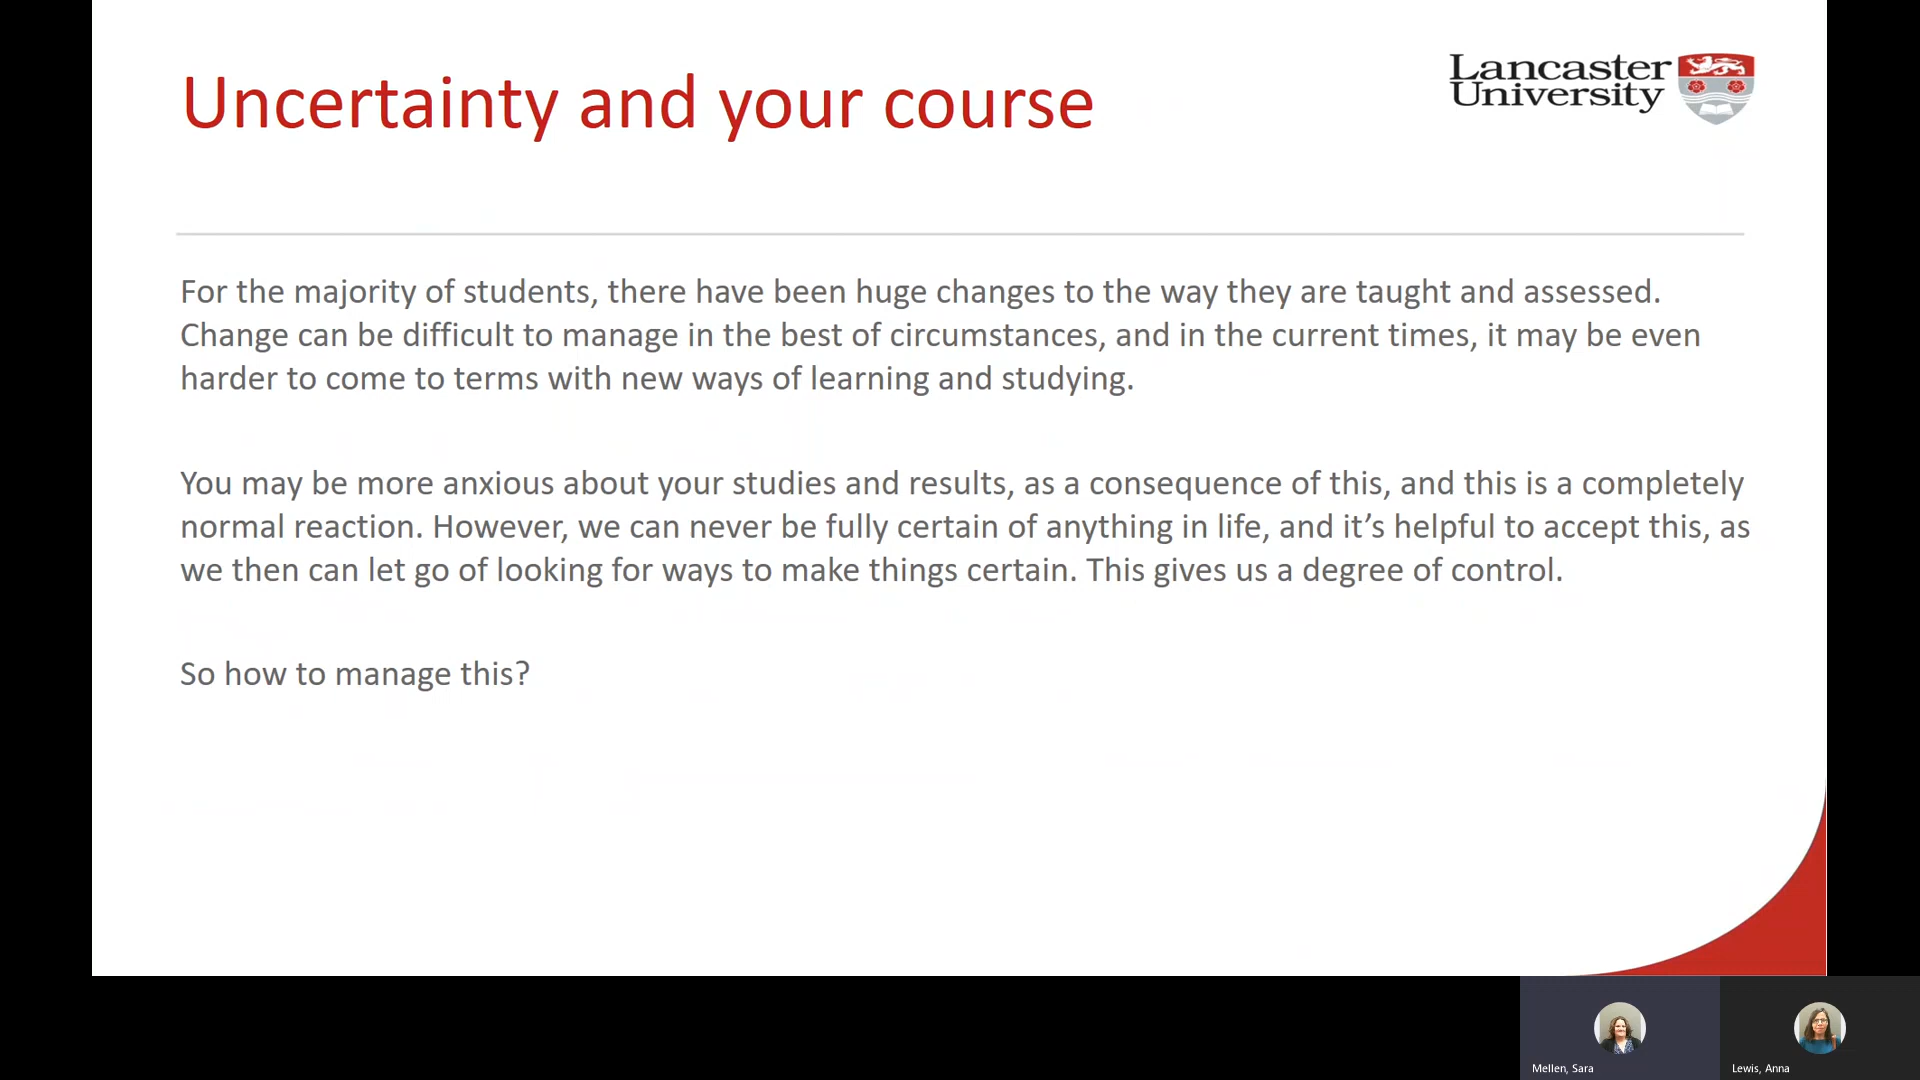 Uncertainty and your course
Lancaster
University
For the majority of students, there have been huge changes to the way they are taught and assessed.
Change can be difficult to manage in the best of circumstances, and in the current times, it may be even
harder to come to terms with new ways of learning and studying.
You may be more anxious about your studies and results, as a consequence of this, and this is a completely
normal reaction. However, we can never be fully certain of anything in life, and it’s helpful to accept this, as
we then can let go of looking for ways to make things certain. This gives us a degree of control.
So how to manage this?
Mellen, Sara
Lewis, Anna